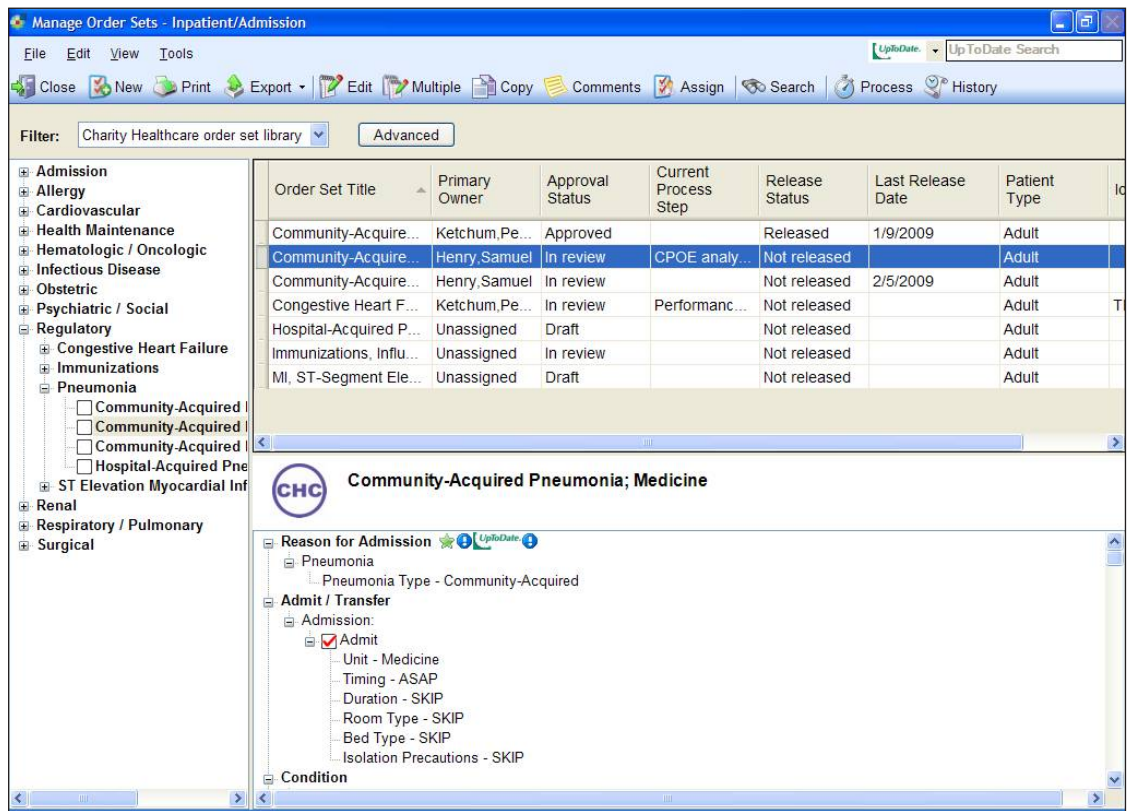 Manage Order Sets - Inpatient/Admission
File Edit View Tools UpToDate. UpToDate Search
Close New Print Export Edit Multiple Copy Comments Assign Search Process History
Filter: Charity Healthcare order set library Advanced
Admission
Allergy
Cardiovascular
Health Maintenance
Hematologic / Oncologic
Infectious Disease
Obstetric
Psychiatric / Social
Regulatory
Congestive Heart Failure
Immunizations
Pneumonia
Community-Acquired
Community-Acquired
Community-Acquired
Hospital-Acquired Pne
ST Elevation Myocardial Inf
Renal
Respiratory / Pulmonary
Surgical
Order Set Title Primary Owner Approval Status Current Process Step Release Status Last Release Date Patient Type
Community-Acquire... Ketchum,Pe... Approved Released 1/9/2009 Adult
Community-Acquire... Henry,Samuel In review CPOE analy... Not released Adult
Community-Acquire... Henry,Samuel In review Not released 2/5/2009 Adult
Congestive Heart F... Ketchum,Pe... In review Performanc... Not released Adult
Hospital-Acquired P... Unassigned Draft Not released Adult
Immunizations, Influ... Unassigned In review Not released Adult
MI, ST-Segment Ele... Unassigned Draft Not released Adult
CHC Community-Acquired Pneumonia; Medicine
Reason for Admission UpToDate.
Pneumonia
Pneumonia Type - Community-Acquired
Admit / Transfer
Admission:
Admit
Unit - Medicine
Timing - ASAP
Duration - SKIP
Room Type - SKIP
Bed Type - SKIP
Isolation Precautions - SKIP
Condition